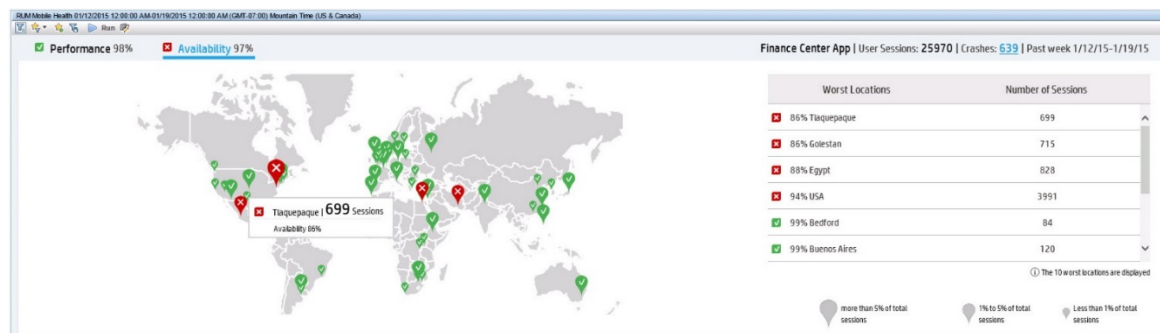 RUM Mobile Health 01/12/2015 12:00:00 AM-01/19/2015 12:00:00 AM (GMT-07:00) Mountain Time (US & Canada)
Run
Performance 98% Availability 97% Finance Center App | User Sessions: 25970 | Crashes: 639 | Past week 1/12/15-1/19/15
Tlaquepaque | 699 Sessions
Availability 86%
Worst Locations Number of Sessions
86% Tlaquepaque 699
86% Golestan 715
88% Egypt 828
94% USA 3991
99% Bedford 84
99% Buenos Aires 120
The 10 worst locations are displayed
more than 5% of total
sessions
1% to 5% of total
sessions
Less than 1% of total
sessions